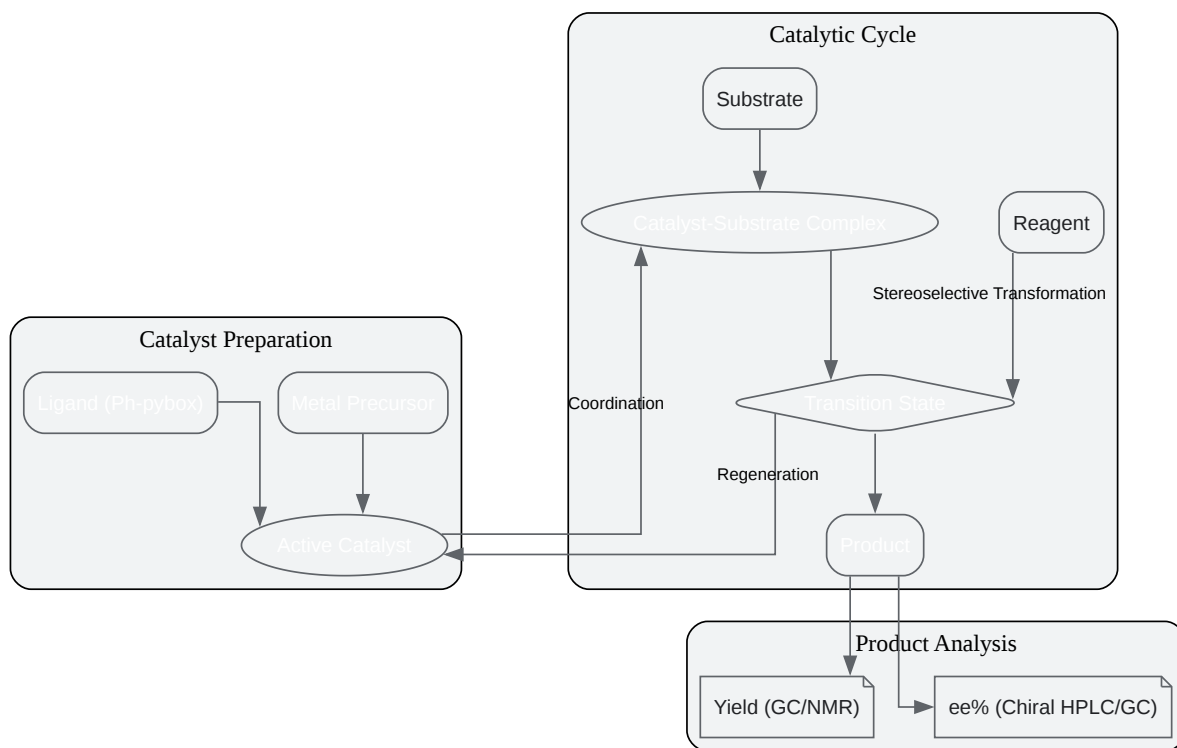 Catalytic Cycle
Substrate
Catalyst-Substrate Complex
Reagent
Stereoselective Transformation
Catalyst Preparation
Ligand (Ph-pybox)
Metal Precursor
Coordination
Transition State
Regeneration
Active Catalyst
Product
Product Analysis
Yield (GC/NMR)
ee% (Chiral HPLC/GC)